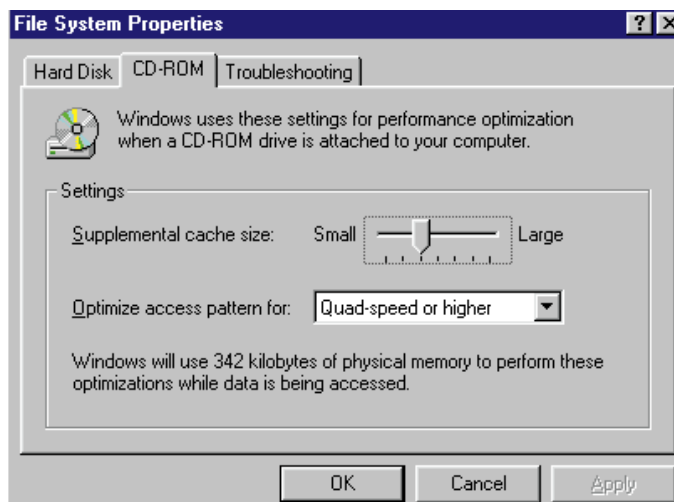 File System Properties
Hard Disk CD-ROM Troubleshooting
Windows uses these settings for performance optimization
when a CD-ROM drive is attached to your computer.
Settings
Supplemental cache size: Small Large
Optimize access pattern for: Quad-speed or higher
Windows will use 342 kilobytes of physical memory to perform these
optimizations while data is being accessed.
OK Cancel Apply